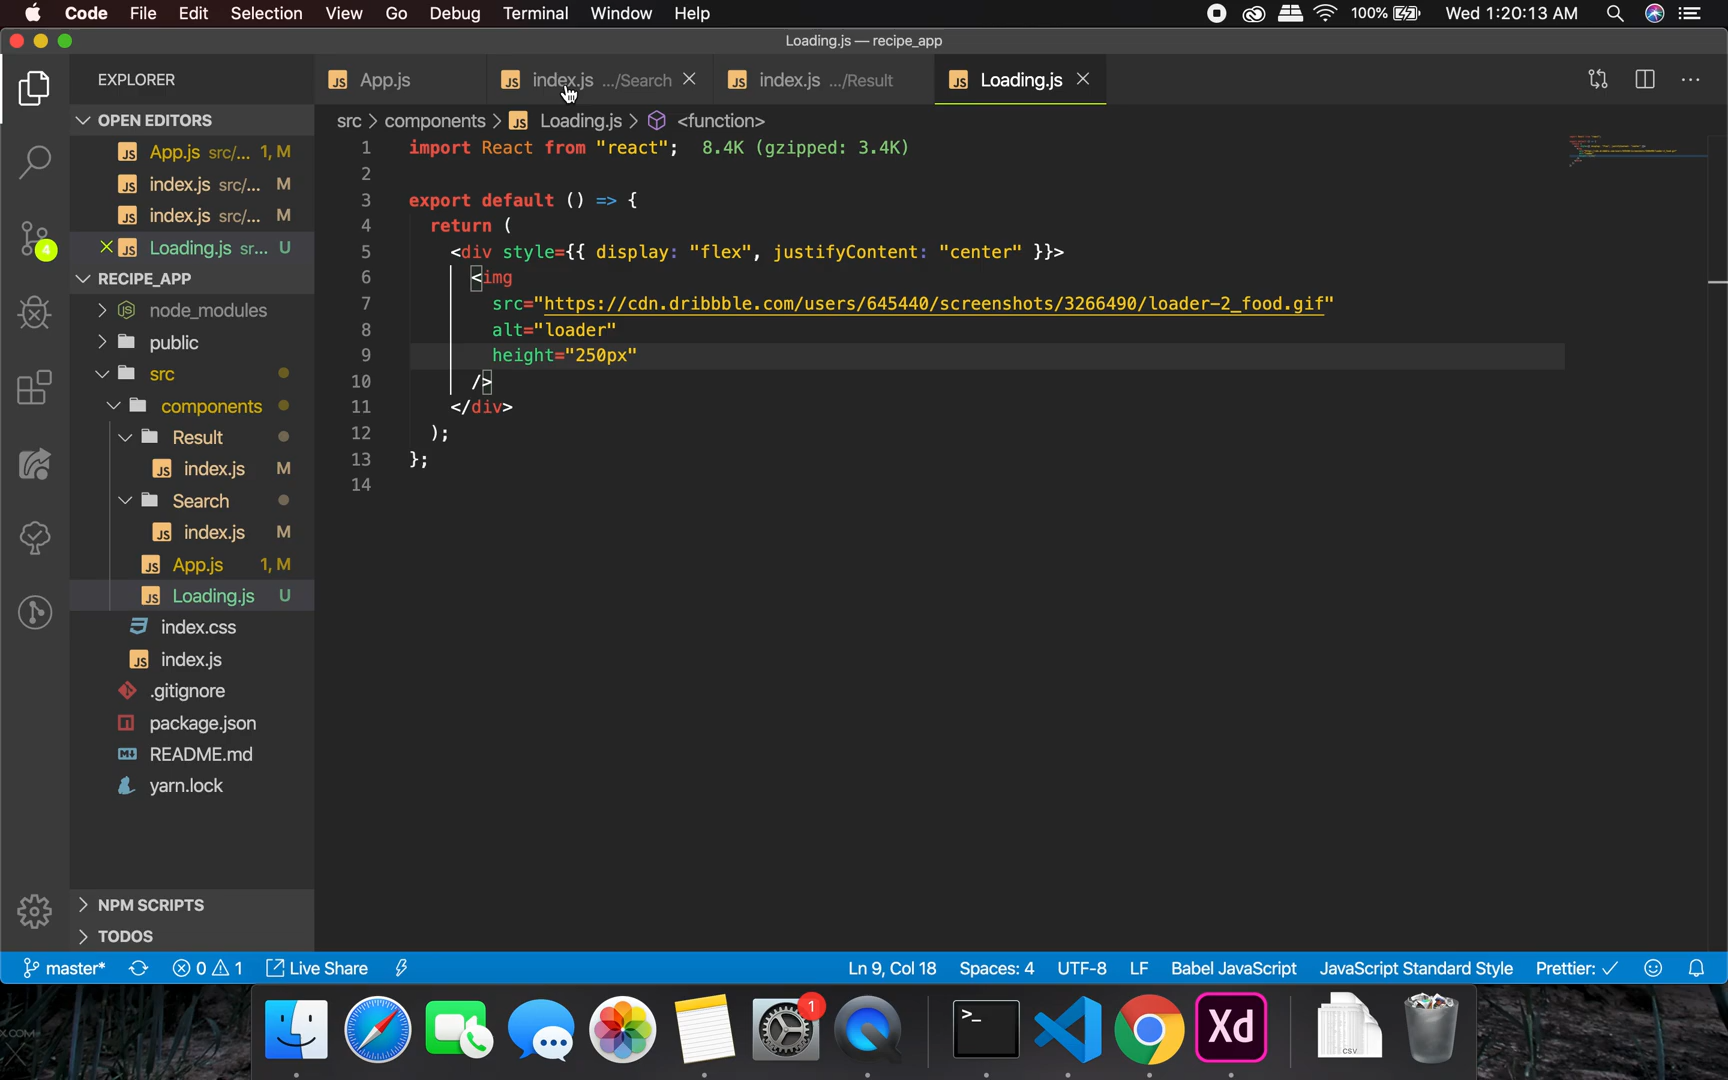 Code File Edit Selection View Go Debug Terminal Window Help 100% Wed 1:20:13 AM
Loading.js — recipe_app
EXPLORER
App.js
index.js .../Search
index.js .../Result
Loading.js
OPEN EDITORS
App.js src/... 1, M
index.js src/... M
index.js src/... M
Loading.js sr... U
RECIPE_APP
node_modules
public
src
components
Result
index.js M
Search
index.js M
App.js 1, M
Loading.js U
index.css
index.js
.gitignore
package.json
README.md
yarn.lock
NPM SCRIPTS
TODOS
4
src > components > JS Loading.js > <function>
1 import React from "react"; 8.4K (gzipped: 3.4K)
2
3 export default () => {
4 return (
5 <div style={{ display: "flex", justifyContent: "center" }}>
6 <img
7 src="https://cdn.dribbble.com/users/645440/screenshots/3266490/loader-2_food.gif"
8 alt="loader"
9 height="250px"
10 />
11 </div>
12 );
13 };
14
master* 0 1 Live Share Ln 9, Col 18 Spaces: 4 UTF-8 LF Babel JavaScript JavaScript Standard Style Prettier: ✓
1
>_
Xd
CSV
.COM